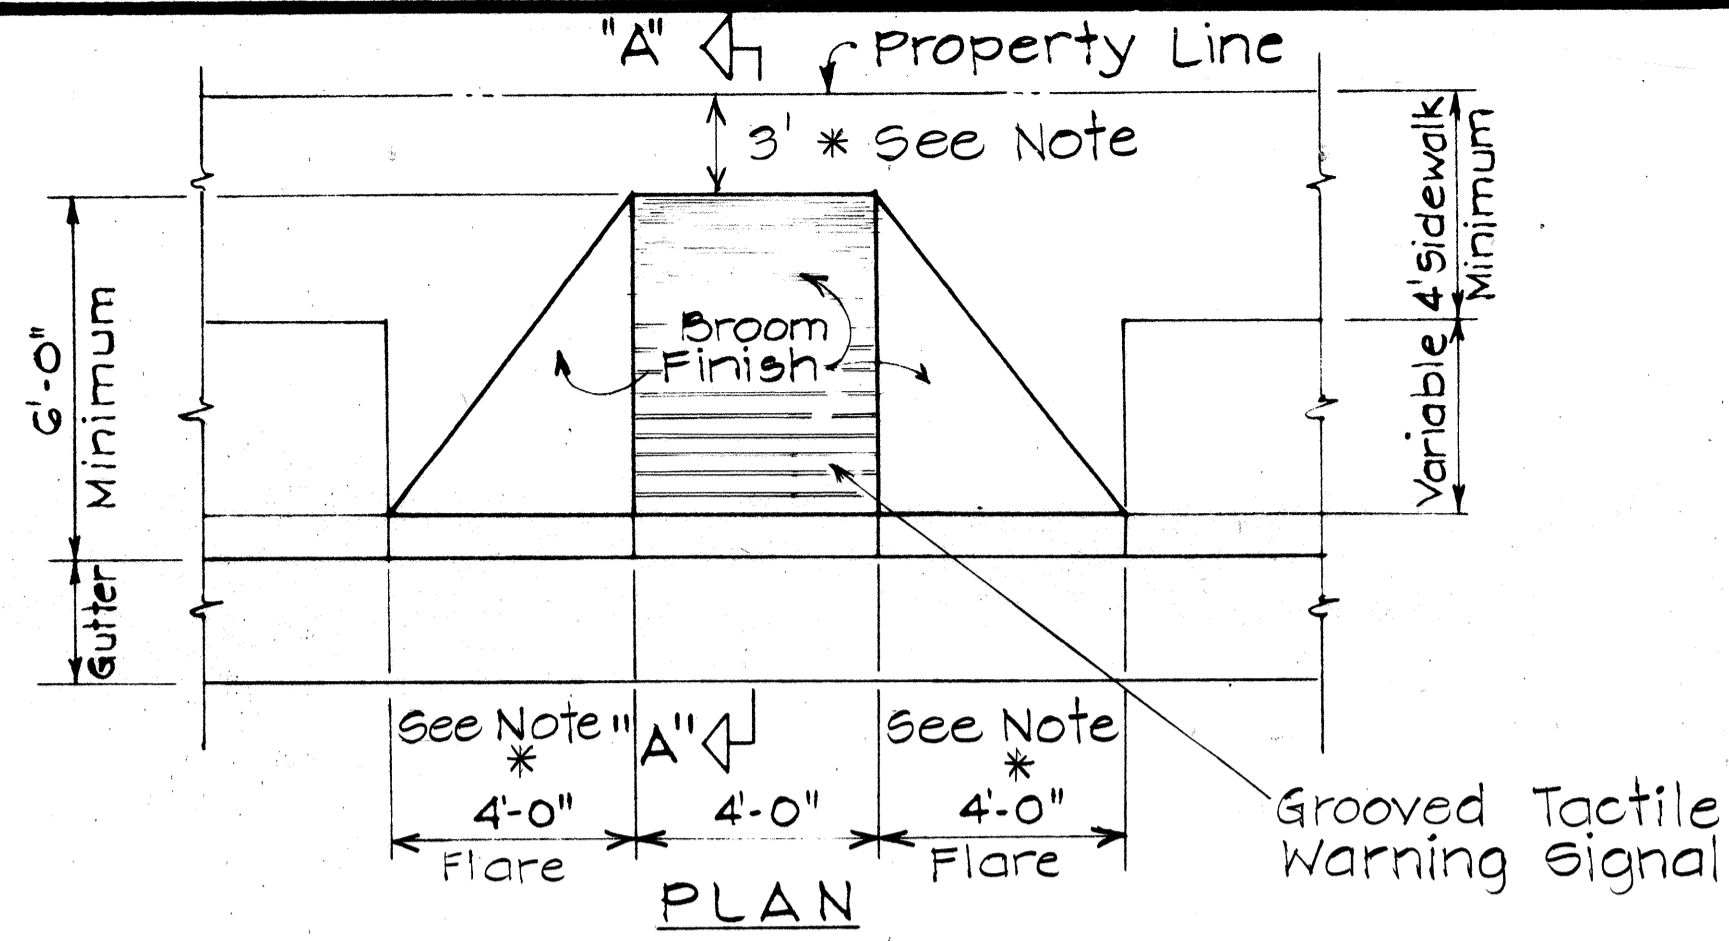 "A"
Property Line
3' * See Note
4' Sidewalk
Minimum
Variable
6'-0"
Minimum
Broom
Finish
Gutter
See Note
*
4'-0"
Flare
"A"
4'-0"
See Note
*
4'-0"
Flare
Grooved Tactile
Warning Signal
PLAN